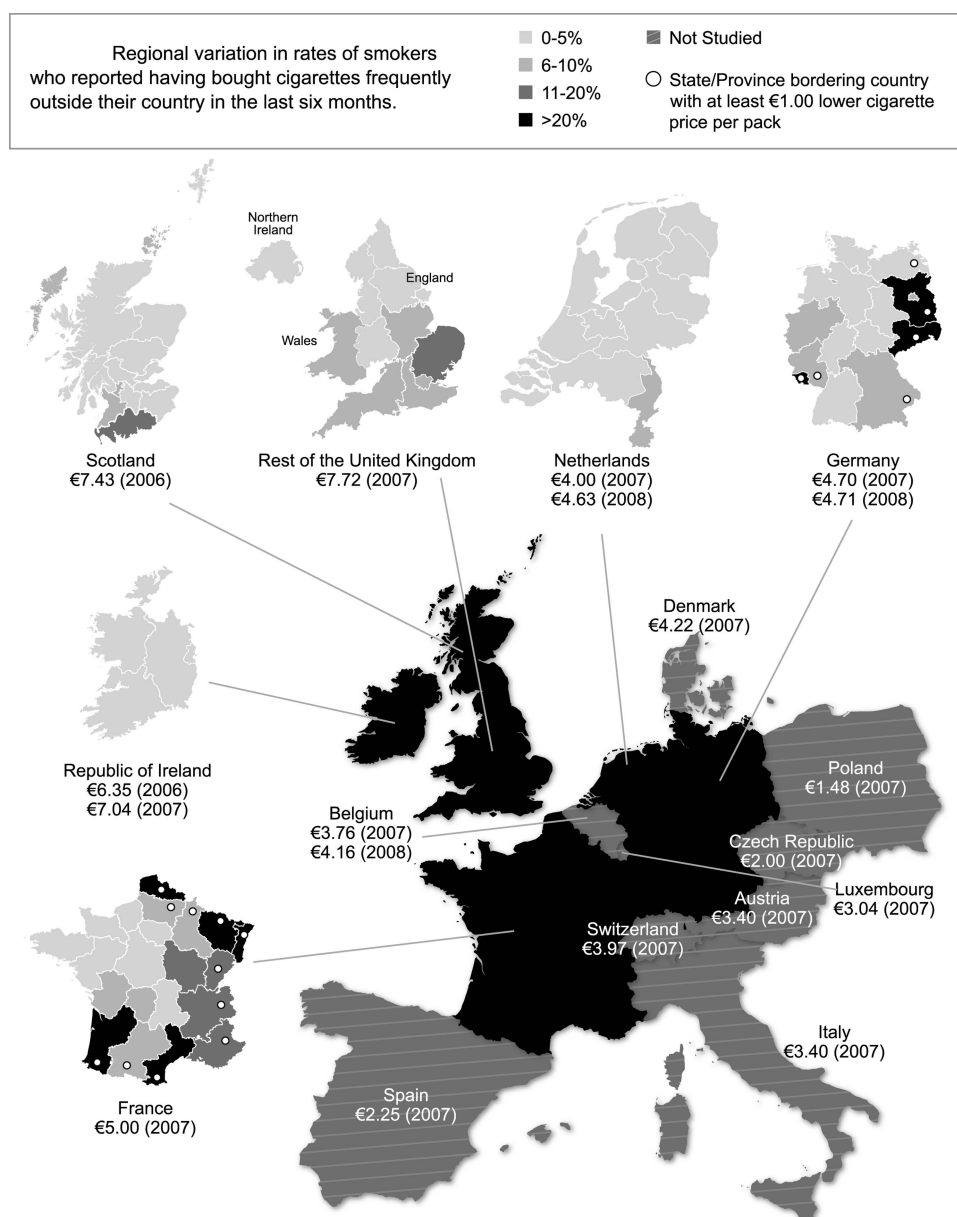 Regional variation in rates of smokers
who reported having bought cigarettes frequently
outside their country in the last six months.
0-5%
6-10%
11-20%
>20%
Not Studied
State/Province bordering country
with at least €1.00 lower cigarette
price per pack
Northern
Ireland
England
Wales
Scotland
€7.43 (2006)
Rest of the United Kingdom
€7.72 (2007)
Netherlands
€4.00 (2007)
€4.63 (2008)
Germany
€4.70 (2007)
€4.71 (2008)
Denmark
€4.22 (2007)
Republic of Ireland
€6.35 (2006)
€7.04 (2007)
Poland
€1.48 (2007)
Belgium
€3.76 (2007)
€4.16 (2008)
Czech Republic
€2.00 (2007)
Luxembourg
€3.04 (2007)
Austria
€3.40 (2007)
Switzerland
€3.97 (2007)
Italy
€3.40 (2007)
Spain
€2.25 (2007)
France
€5.00 (2007)